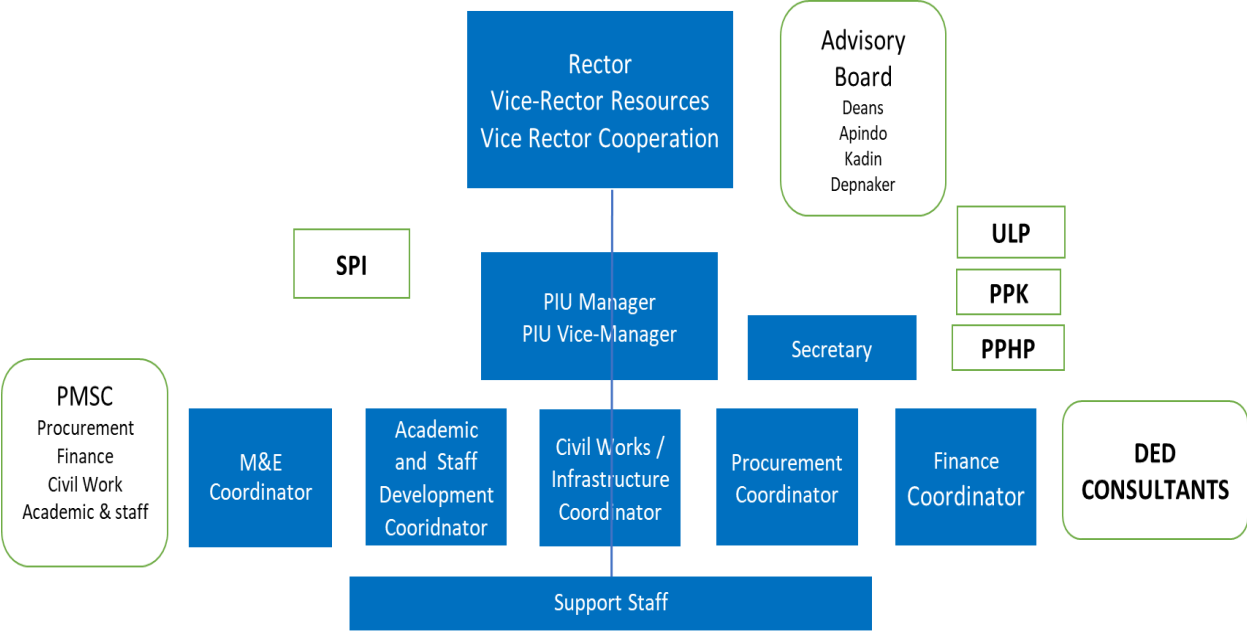 Rector
Vice-Rector Resources
Vice Rector Cooperation
Advisory
Board
Deans
Apindo
Kadin
Depnaker
SPI
ULP
PPK
PPHP
PIU Manager
PIU Vice-Manager
Secretary
PMSC
Procurement
Finance
Civil Work
Academic & staff
M&E
Coordinator
Academic
and Staff
Development
Cooridnator
Civil Works /
Infrastructure
Coordinator
Procurement
Coordinator
Finance
Coordinator
DED
CONSULTANTS
Support Staff